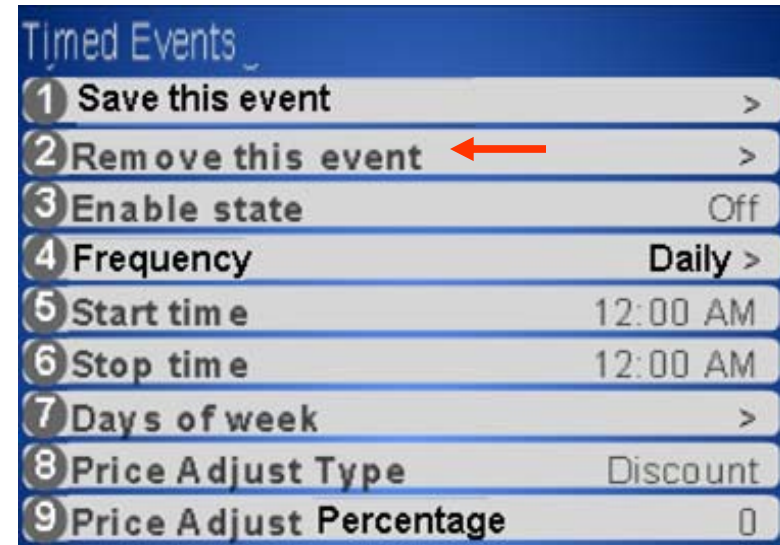 Timed Events
1 Save this event >
2 Remove this event >
3 Enable state Off
4 Frequency Daily >
5 Start time 12:00 AM
6 Stop time 12:00 AM
7 Days of week >
8 Price Adjust Type Discount
9 Price Adjust Percentage 0